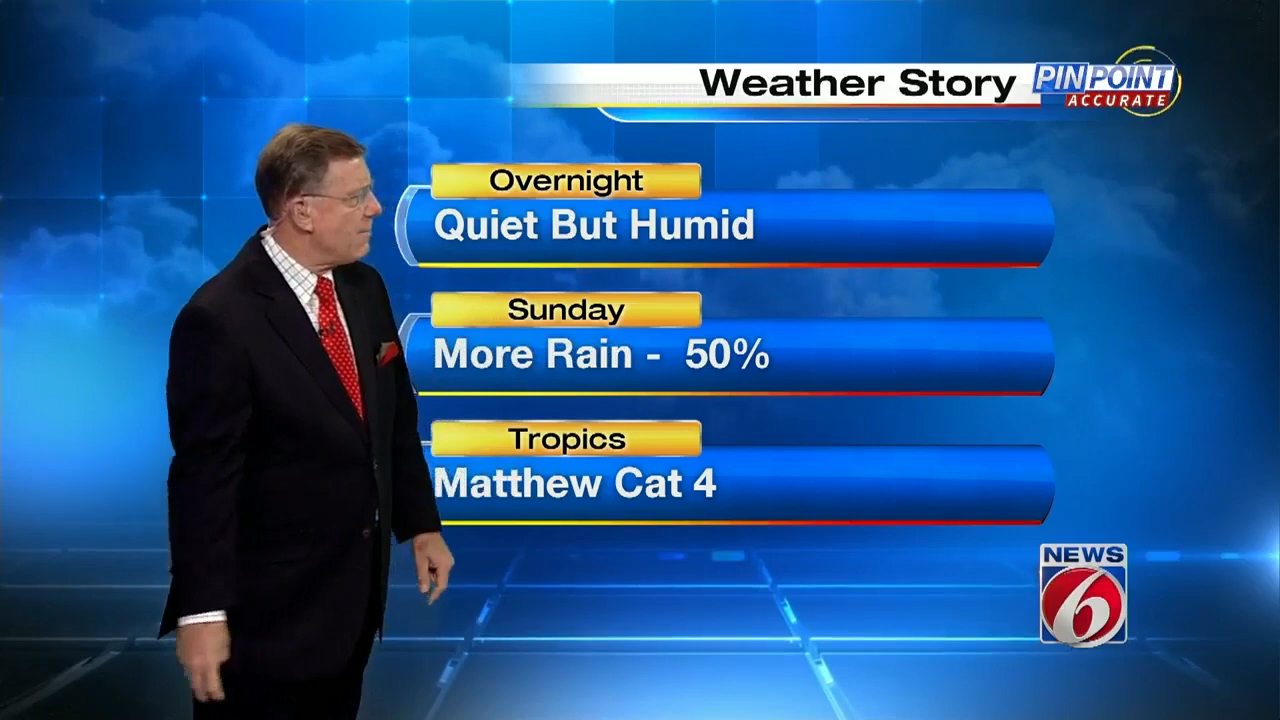 Weather Story
PINPOINT
ACCURATE
Overnight
Quiet But Humid
Sunday
More Rain - 50%
Tropics
Matthew Cat 4
NEWS
6